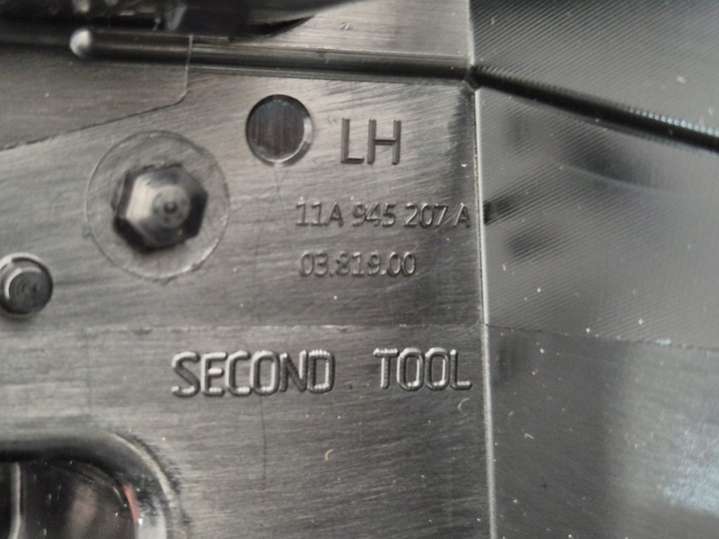 LH
11A 945 207 A
03.819.00
SECOND TOOL